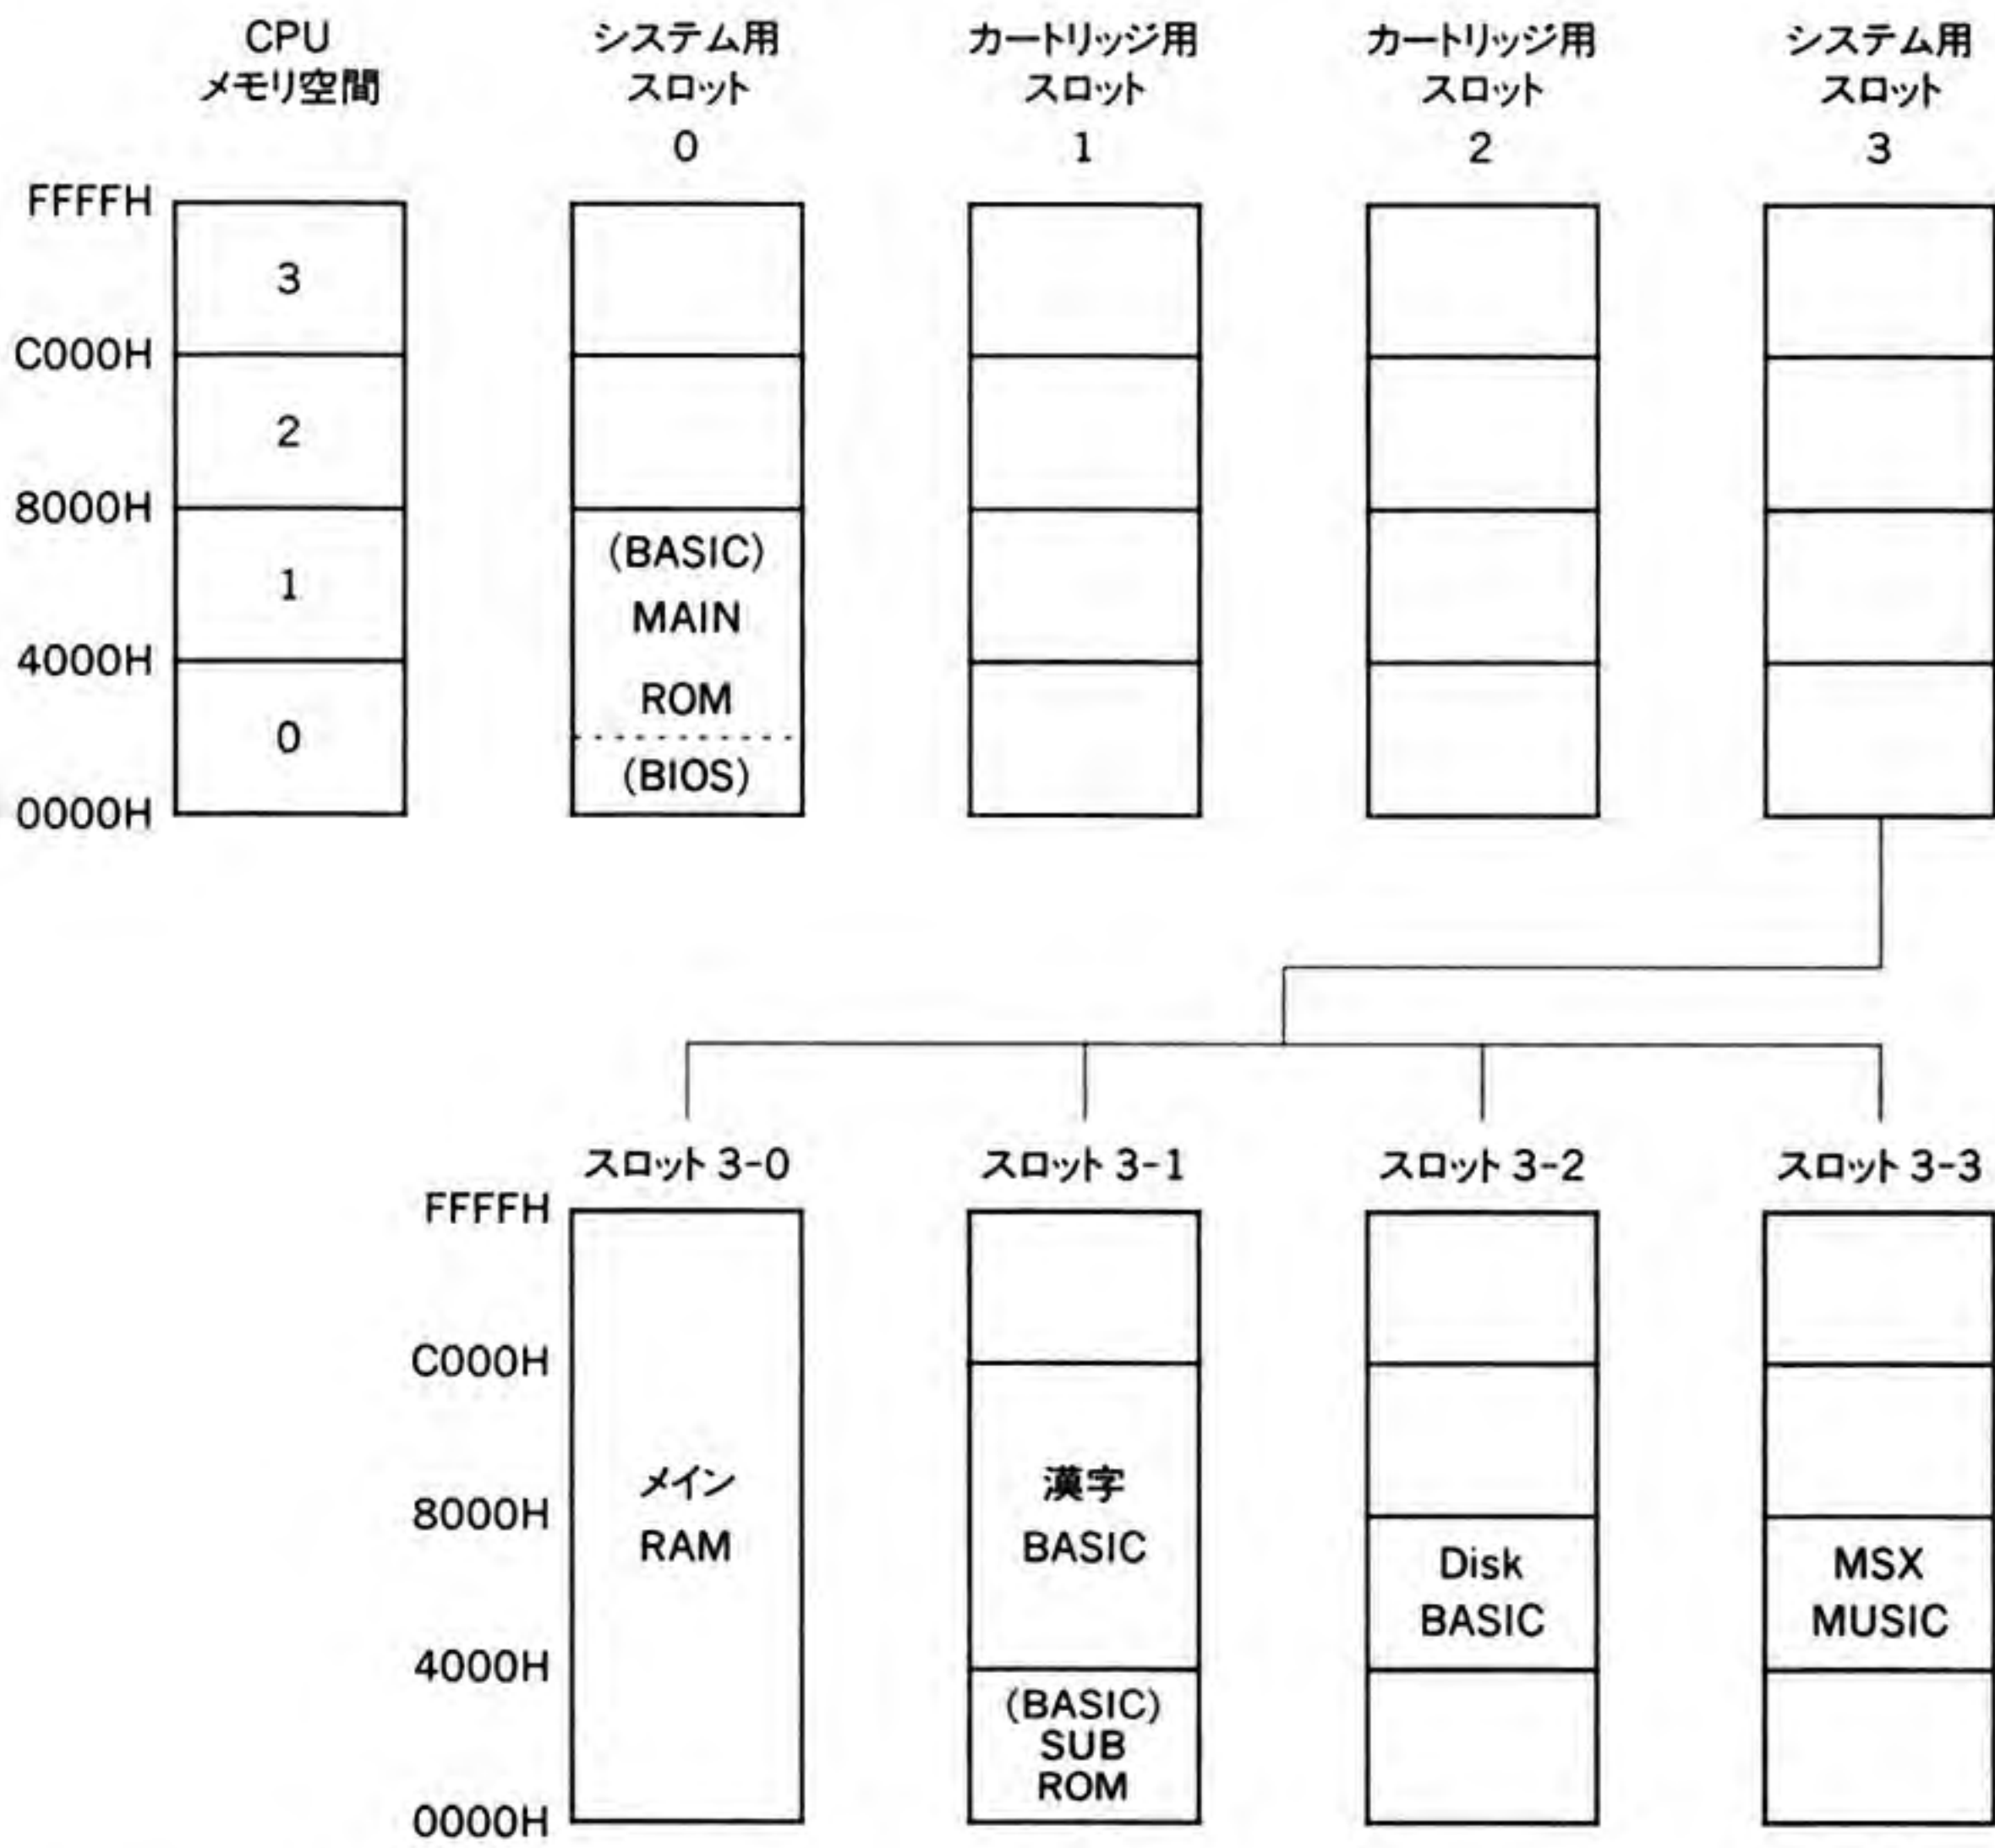 CPU
メモリ空間
システム用
スロット
0
カートリッジ用
スロット
1
カートリッジ用
スロット
2
システム用
スロット
3
FFFFH
3
C000H
2
8000H
1
4000H
0
0000H
(BASIC)
MAIN
ROM
(BIOS)
スロット 3-0
スロット 3-1
スロット 3-2
スロット 3-3
FFFFH
C000H
8000H
4000H
0000H
メイン
RAM
漢字
BASIC
(BASIC)
SUB
ROM
Disk
BASIC
MSX
MUSIC